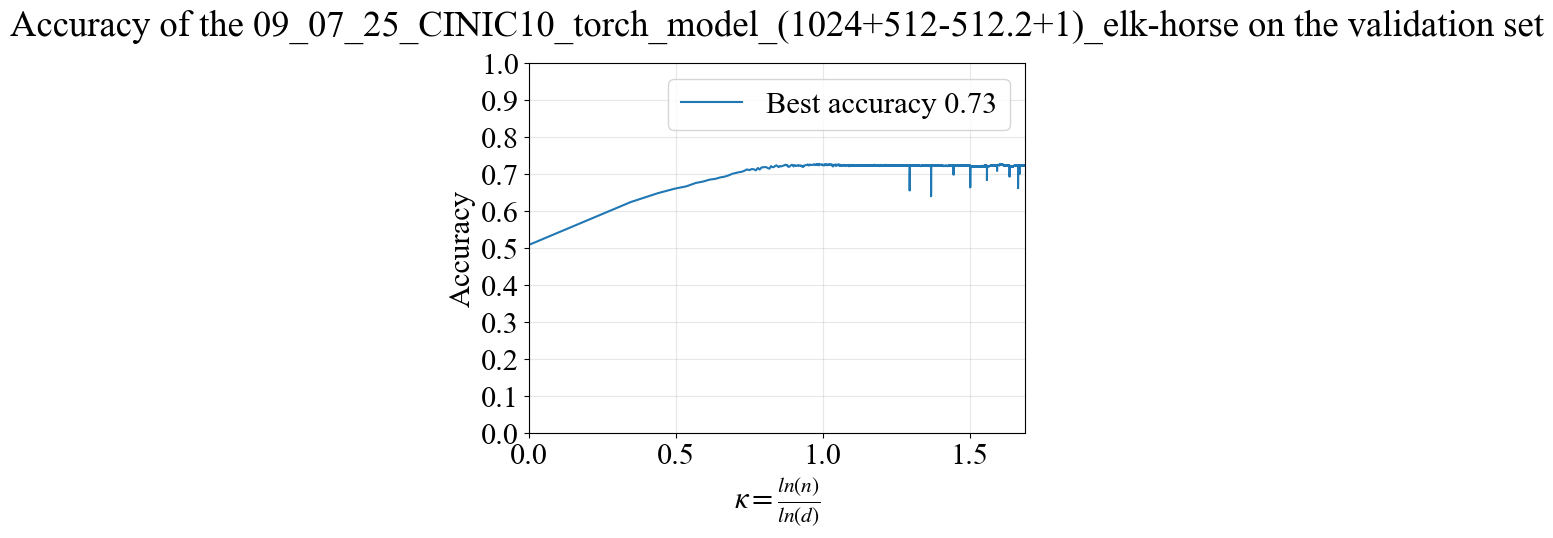 Accuracy of the 09_07_25_CINIC10_torch_model_(1024+512-512.2+1)_elk-horse on the validation set
Best accuracy 0.73
Accuracy
1.0
0.9
0.8
0.7
0.6
0.5
0.4
0.3
0.2
0.1
0.0
0.0 0.5 1.0 1.5
κ = ln(n)/ln(d)